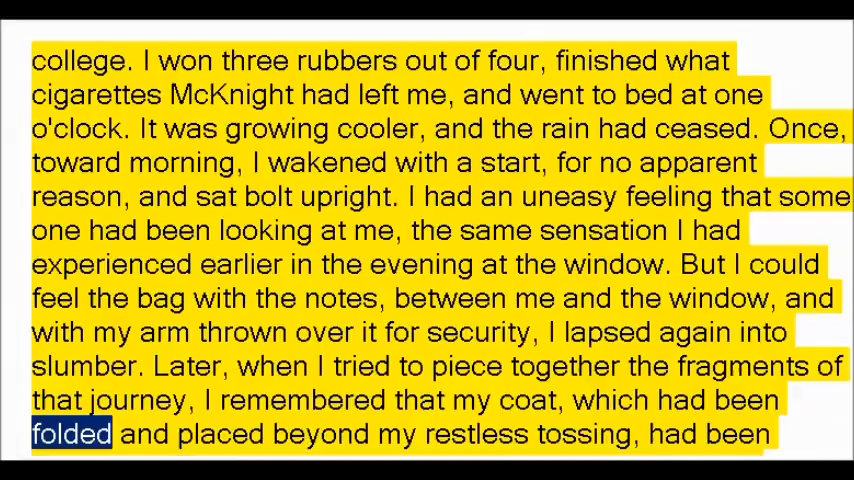 college. I won three rubbers out of four, finished what
cigarettes McKnight had left me, and went to bed at one
o'clock. It was growing cooler, and the rain had ceased. Once,
toward morning, I wakened with a start, for no apparent
reason, and sat bolt upright. I had an uneasy feeling that some
one had been looking at me, the same sensation I had
experienced earlier in the evening at the window. But I could
feel the bag with the notes, between me and the window, and
with my arm thrown over it for security, I lapsed again into
slumber. Later, when I tried to piece together the fragments of
that journey, I remembered that my coat, which had been
folded and placed beyond my restless tossing, had been